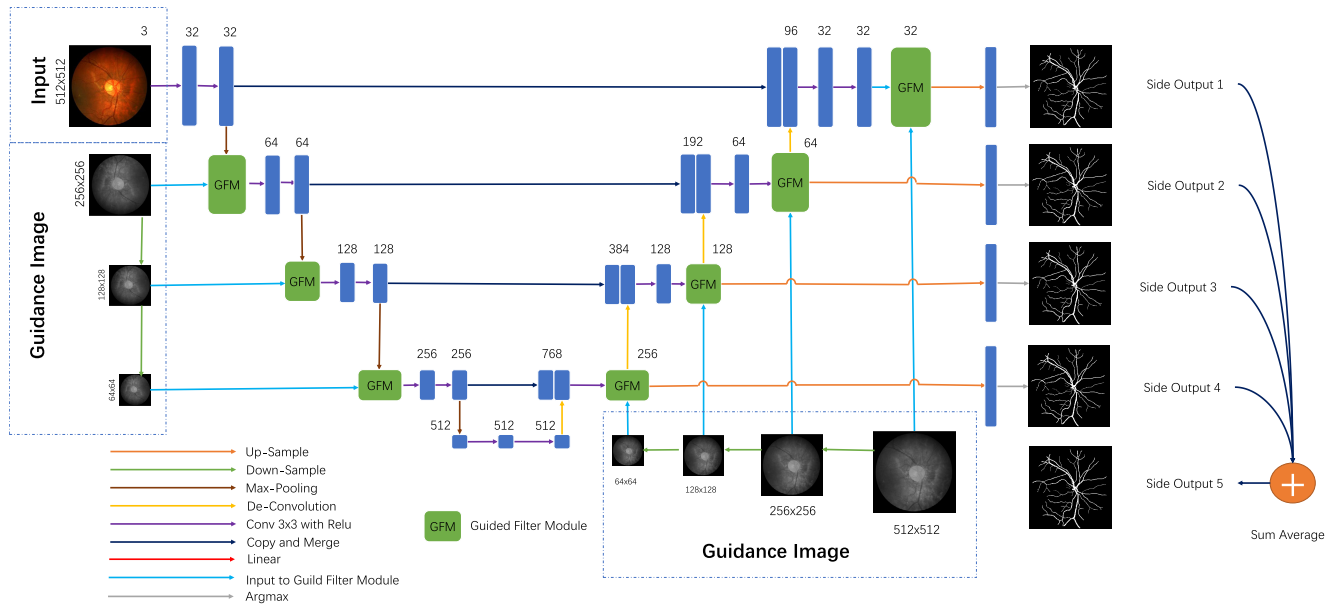 3
32
32
96
32
32
32
Input
512x512
GFM
Side Output 1
64
64
192
64
64
256x256
GFM
GFM
Side Output 2
Guidance Image
128
128
384
128
128
128x128
GFM
GFM
Side Output 3
256
256
768
256
64x64
GFM
GFM
Side Output 4
512
512
512
Up-Sample
Down-Sample
Max-Pooling
De-Convolution
Conv 3x3 with Relu
Copy and Merge
Linear
Input to Guild Filter Module
Argmax
GFM
Guided Filter Module
64x64
128x128
256x256
512x512
Guidance Image
Side Output 5
Sum Average